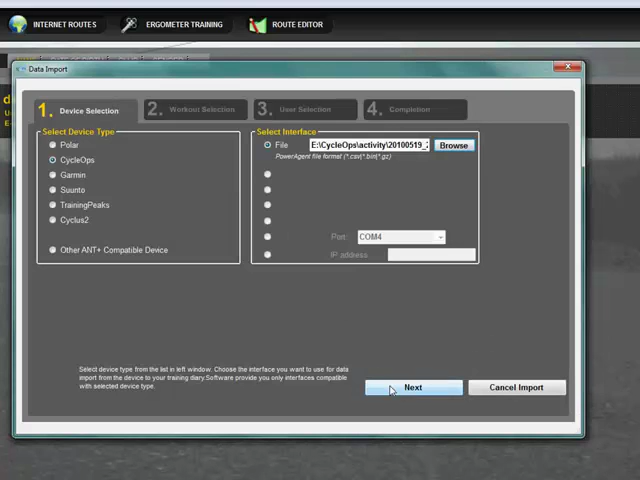 INTERNET ROUTES
ERGOMETER TRAINING
ROUTE EDITOR
Data Import
1. Device Selection
2. Workout Selection
3. User Selection
4. Completion
Select Device Type
Polar
CycleOps
Garmin
Suunto
TrainingPeaks
Cyclus2
Other ANT+ Compatible Device
Select Interface
File
E:\CycleOps\activity\20100519_
Browse
PowerAgent file format (*.csv|*.bin|*.gz)
Port:
COM4
IP address
Select device type from the list in left window. Choose the interface you want to use for data
import from the device to your training diary.Software provide you only interfaces compatible
with selected device type.
Next
Cancel Import